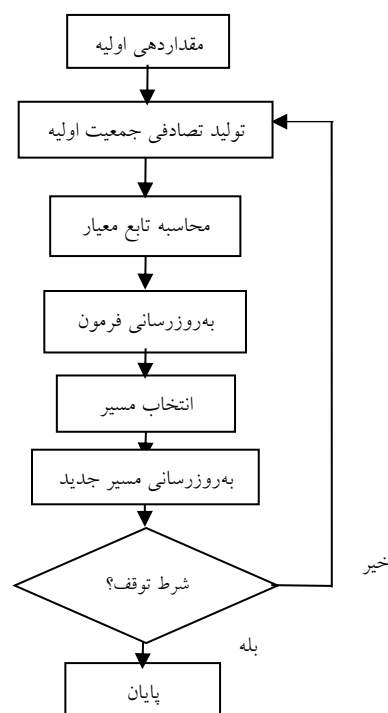 مقداردهی اولیه
تولید تصادفی جمعیت اولیه
محاسبه تابع معیار
به‌روزرسانی فرمون
انتخاب مسیر
به‌روزرسانی مسیر جدید
شرط توقف؟
خیر
بله
پایان